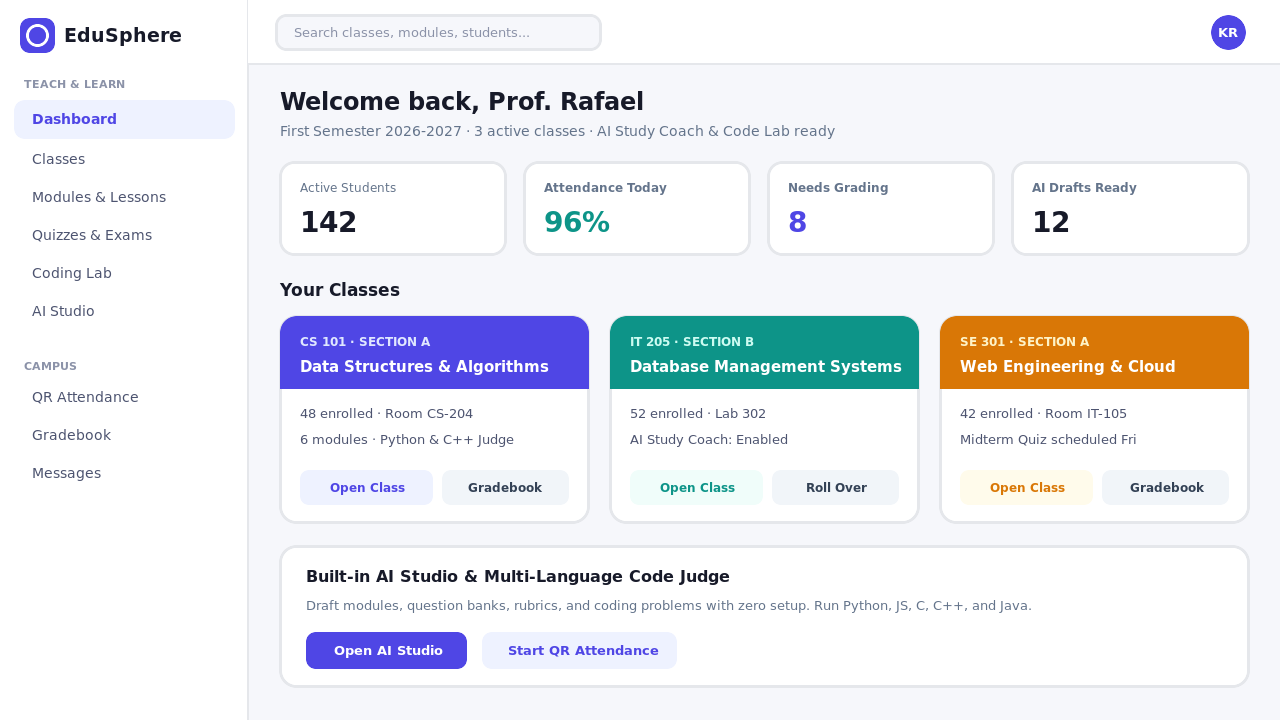 EduSphere
TEACH & LEARN
Dashboard
Classes
Modules & Lessons
Quizzes & Exams
Coding Lab
AI Studio
CAMPUS
QR Attendance
Gradebook
Messages
Search classes, modules, students...
KR
Welcome back, Prof. Rafael
First Semester 2026-2027 · 3 active classes · AI Study Coach & Code Lab ready
Active Students
142
Attendance Today
96%
Needs Grading
8
AI Drafts Ready
12
Your Classes
CS 101 · SECTION A
Data Structures & Algorithms
48 enrolled · Room CS-204
6 modules · Python & C++ Judge
Open Class
Gradebook
IT 205 · SECTION B
Database Management Systems
52 enrolled · Lab 302
AI Study Coach: Enabled
Open Class
Roll Over
SE 301 · SECTION A
Web Engineering & Cloud
42 enrolled · Room IT-105
Midterm Quiz scheduled Fri
Open Class
Gradebook
Built-in AI Studio & Multi-Language Code Judge
Draft modules, question banks, rubrics, and coding problems with zero setup. Run Python, JS, C, C++, and Java.
Open AI Studio
Start QR Attendance